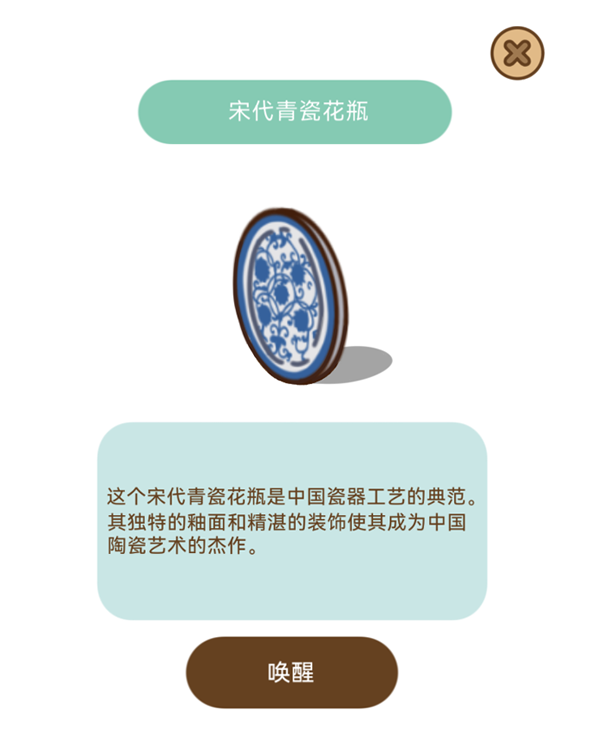 宋代青瓷花瓶
这个宋代青瓷花瓶是中国瓷器工艺的典范。
其独特的釉面和精湛的装饰使其成为中国
陶瓷艺术的杰作。
唤醒